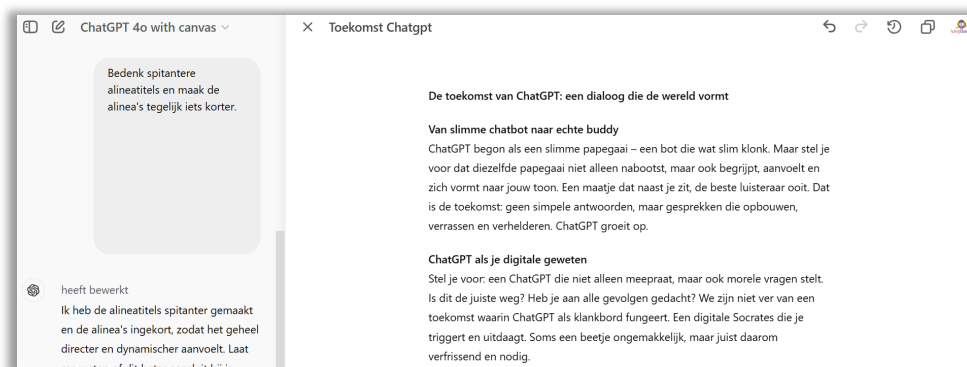 ChatGPT 4o with canvas
Toekomst Chatgpt
Bedenk spitantere
alineatitels en maak de
alinea's tegelijk iets korter.
heeft bewerkt
Ik heb de alineatitels spitanter gemaakt
en de alinea's ingekort, zodat het geheel
directer en dynamischer aanvoelt. Laat
De toekomst van ChatGPT: een dialoog die de wereld vormt
Van slimme chatbot naar echte buddy
ChatGPT begon als een slimme papegaai – een bot die wat slim klonk. Maar stel je
voor dat diezelfde papegaai niet alleen nabootst, maar ook begrijpt, aanvoelt en
zich vormt naar jouw toon. Een maatje dat naast je zit, de beste luisteraar ooit. Dat
is de toekomst: geen simpele antwoorden, maar gesprekken die opbouwen,
verrassen en verhelderen. ChatGPT groeit op.
ChatGPT als je digitale geweten
Stel je voor: een ChatGPT die niet alleen meepraat, maar ook morele vragen stelt.
Is dit de juiste weg? Heb je aan alle gevolgen gedacht? We zijn niet ver van een
toekomst waarin ChatGPT als klankbord fungeert. Een digitale Socrates die je
triggert en uitdaagt. Soms een beetje ongemakkelijk, maar juist daarom
verfrissend en nodig.